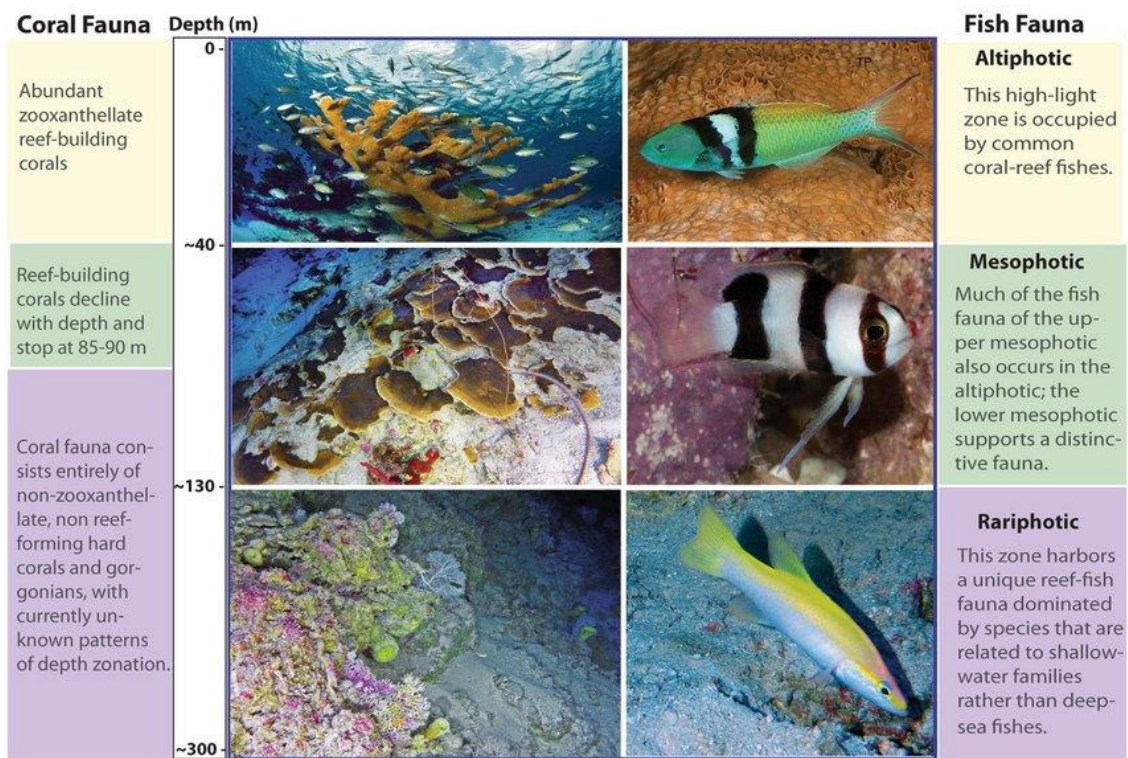 Coral Fauna
Depth (m)
Fish Fauna
0 -
Abundant
zooxanthellate
reef-building
corals
TP
Altiphotic
This high-light
zone is occupied
by common
coral-reef fishes.
~40
Reef-building
corals decline
with depth and
stop at 85-90 m
Mesophotic
Much of the fish
fauna of the up-
per mesophotic
also occurs in the
altiphotic; the
lower mesophotic
supports a distinc-
tive fauna.
Coral fauna con-
sists entirely of
non-zooxanthel-
late, non reef-
forming hard
corals and gor-
gonians, with
currently un-
known patterns
of depth zonation.
~130
Rariphotic
This zone harbors
a unique reef-fish
fauna dominated
by species that are
related to shallow-
water families
rather than deep-
sea fishes.
~300